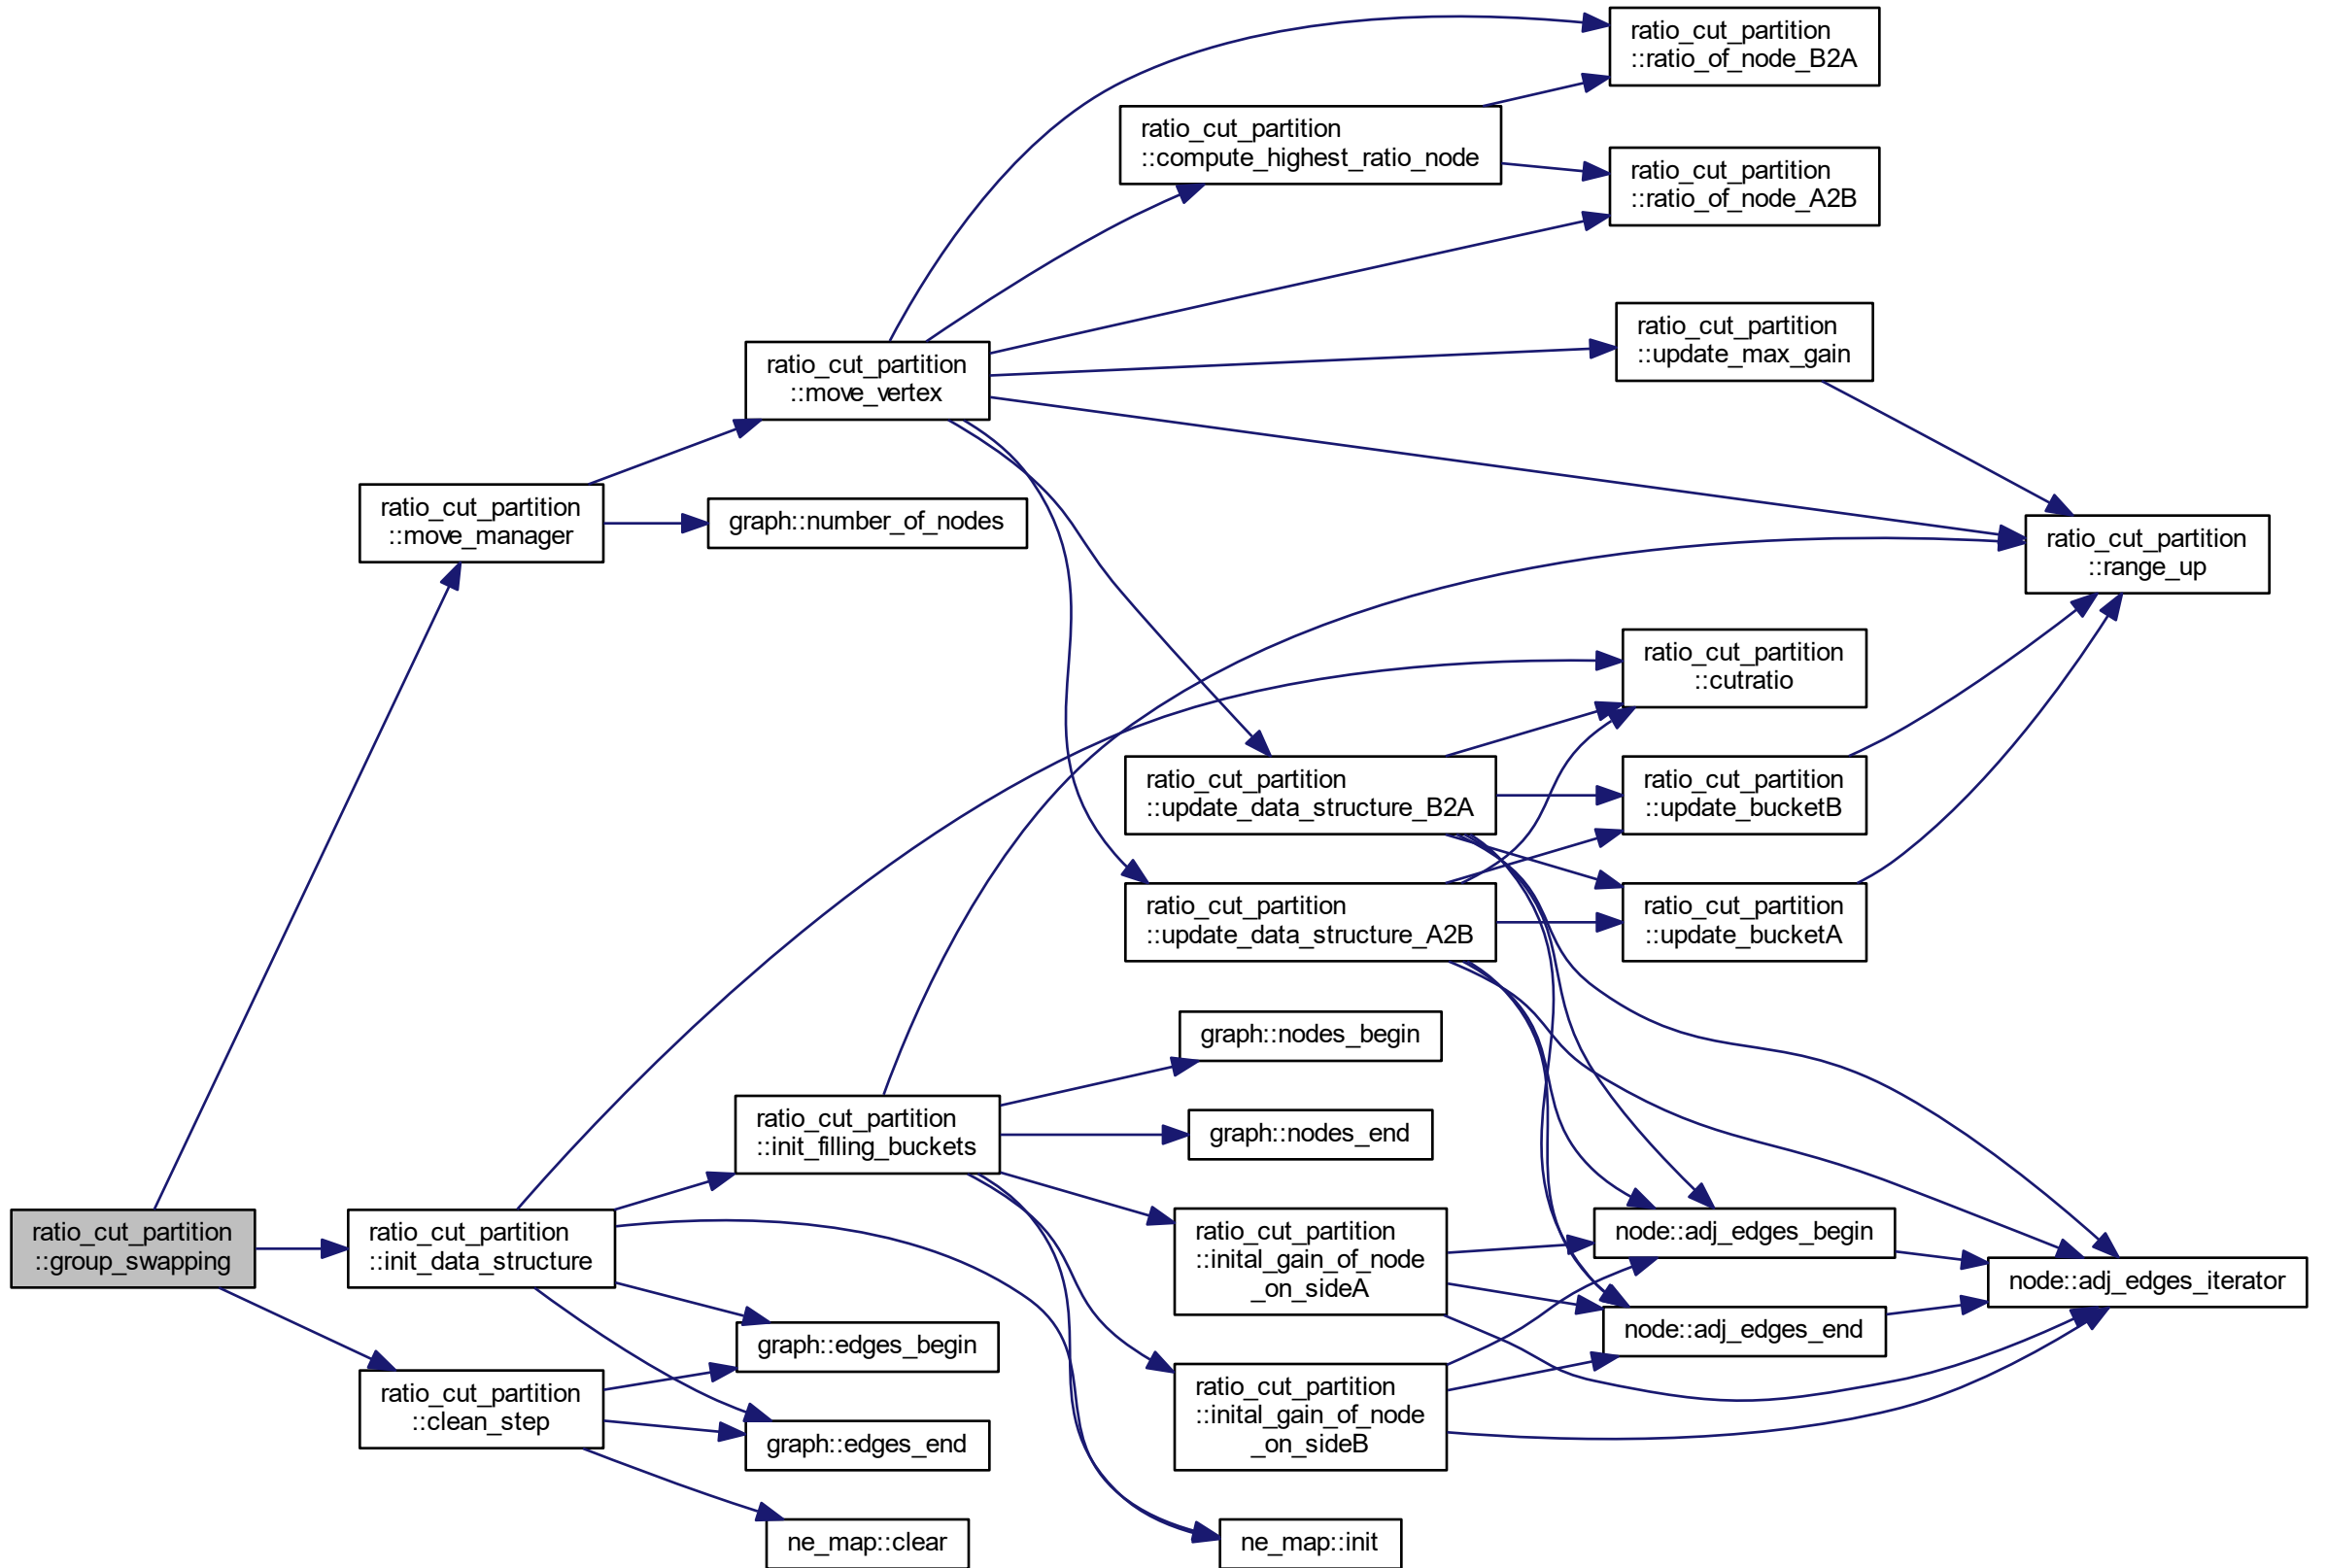 ratio_cut_partition
::ratio_of_node_B2A
ratio_cut_partition
::compute_highest_ratio_node
ratio_cut_partition
::ratio_of_node_A2B
ratio_cut_partition
::update_max_gain
ratio_cut_partition
::move_vertex
ratio_cut_partition
::move_manager
graph::number_of_nodes
ratio_cut_partition
::range_up
ratio_cut_partition
::cutratio
ratio_cut_partition
::update_data_structure_B2A
ratio_cut_partition
::update_bucketB
ratio_cut_partition
::update_data_structure_A2B
ratio_cut_partition
::update_bucketA
graph::nodes_begin
ratio_cut_partition
::init_filling_buckets
graph::nodes_end
ratio_cut_partition
::group_swapping
ratio_cut_partition
::init_data_structure
ratio_cut_partition
::inital_gain_of_node
_on_sideA
node::adj_edges_begin
node::adj_edges_iterator
node::adj_edges_end
graph::edges_begin
ratio_cut_partition
::clean_step
ratio_cut_partition
::inital_gain_of_node
_on_sideB
graph::edges_end
ne_map::clear
ne_map::init